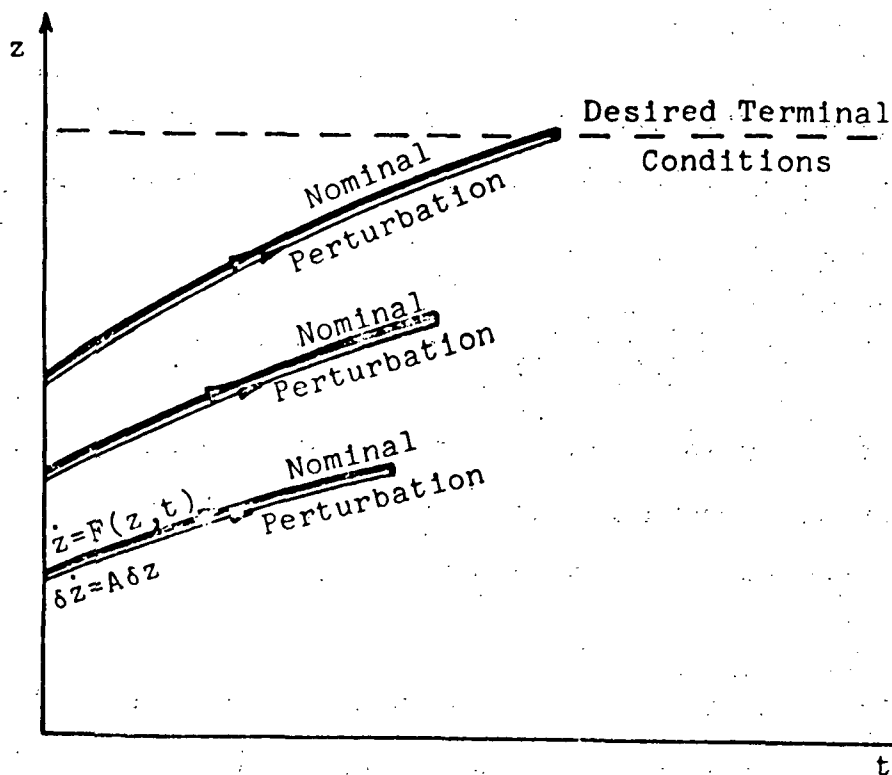 z
Desired Terminal
Conditions
Nominal
Perturbation
Nominal
Perturbation
Nominal
Perturbation
ż=F(z,t)
δż=Aδz
t